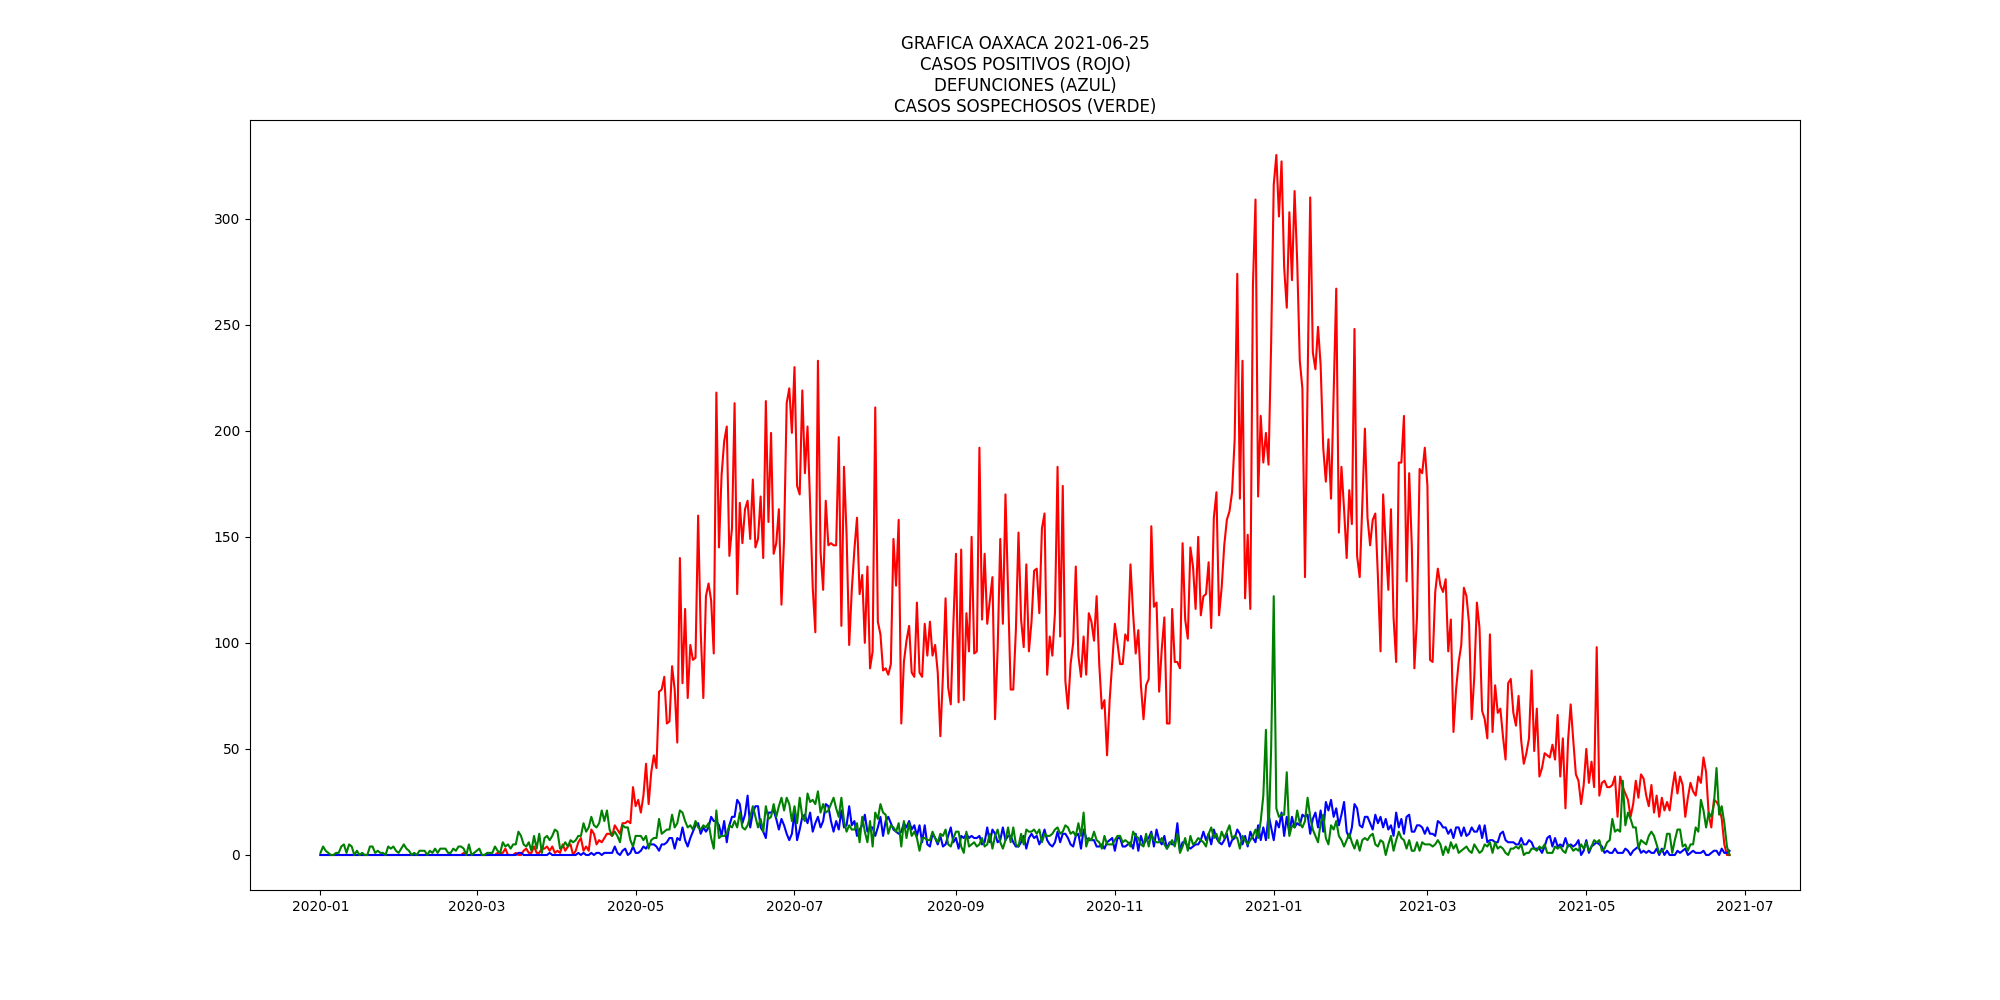 GRAFICA OAXACA 2021-06-25
CASOS POSITIVOS (ROJO)
DEFUNCIONES (AZUL)
CASOS SOSPECHOSOS (VERDE)
300
250
200
150
100
50
0
2020-01 2020-03 2020-05 2020-07 2020-09 2020-11 2021-01 2021-03 2021-05 2021-07